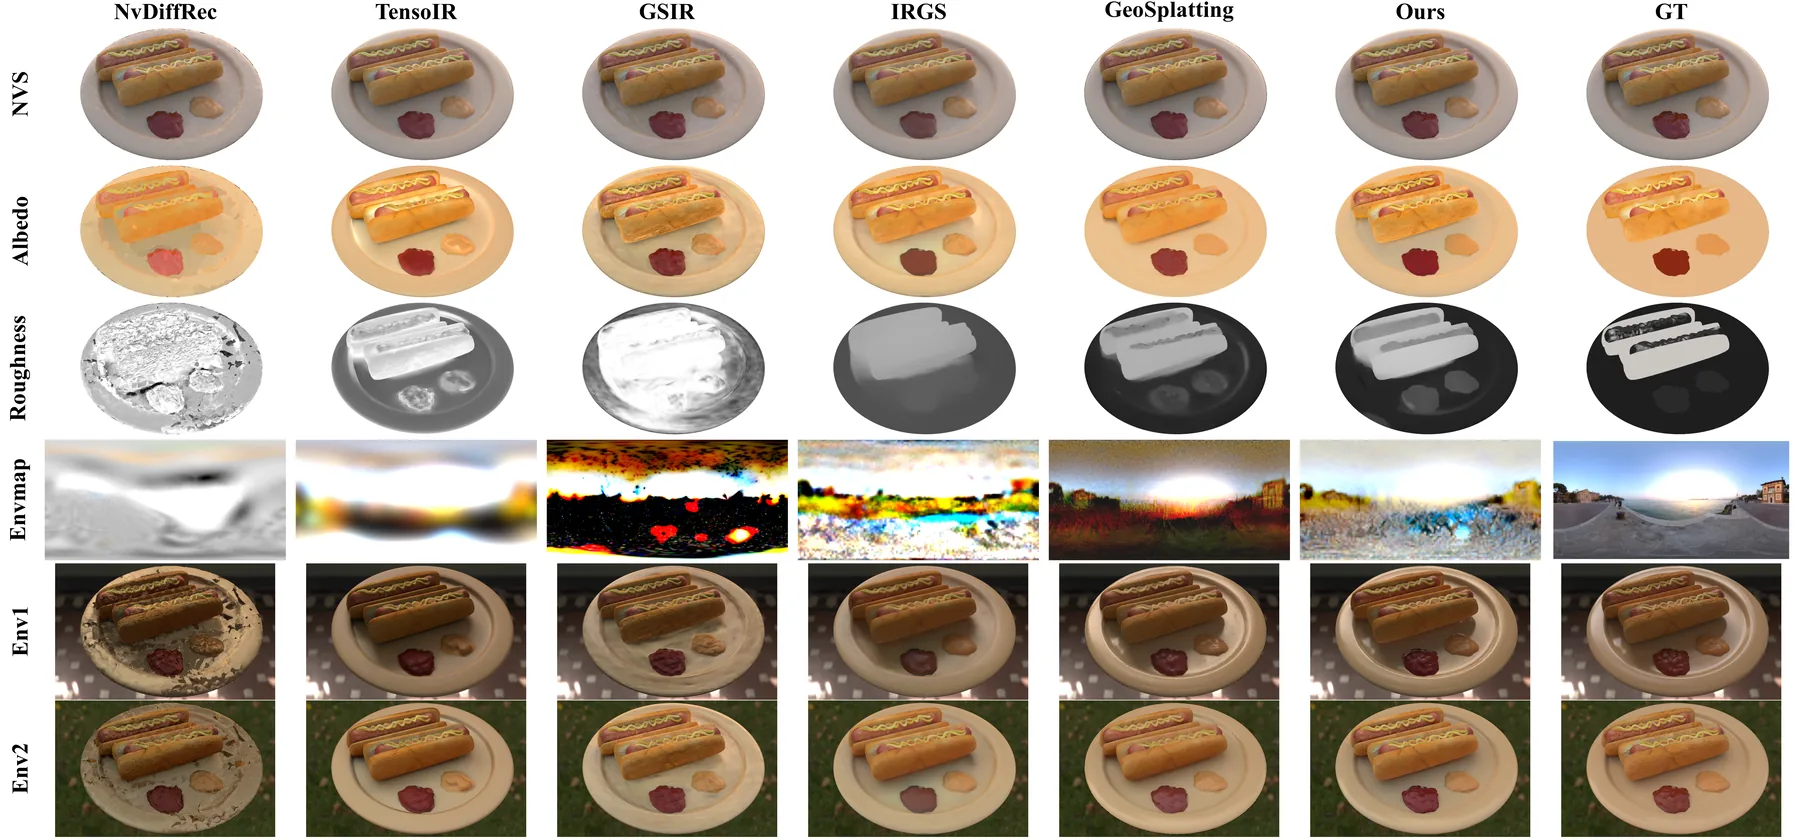 NvDiffRec TensoIR GSIR IRGS GeoSplatting Ours GT
NVS
Albedo
Roughness
Envmap
Env1
Env2